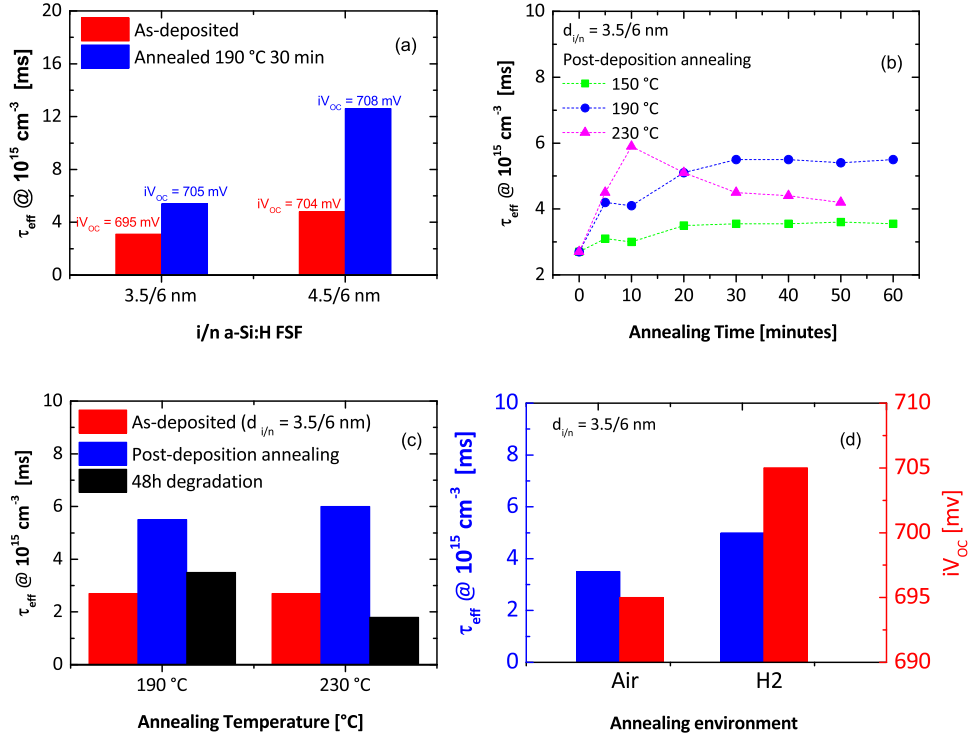 20
16
12
8
4
0
τeff @ 10^15 cm^-3 [ms]
As-deposited
Annealed 190 °C 30 min
(a)
iVOC = 708 mV
iVOC = 705 mV
iVOC = 704 mV
iVOC = 695 mV
3.5/6 nm 4.5/6 nm
i/n a-Si:H FSF
10
8
6
4
2
τeff @ 10^15 cm^-3 [ms]
di/n = 3.5/6 nm
(b)
Post-deposition annealing
150 °C
190 °C
230 °C
0 10 20 30 40 50 60
Annealing Time [minutes]
10
8
6
4
2
0
τeff @ 10^15 cm^-3 [ms]
As-deposited (d i/n = 3.5/6 nm)
(c)
Post-deposition annealing
48h degradation
190 °C 230 °C
Annealing Temperature [°C]
10
8
6
4
2
0
τeff @ 10^15 cm^-3 [ms]
di/n = 3.5/6 nm
(d)
710
705
700
695
690
iVOC [mv]
Air H2
Annealing environment